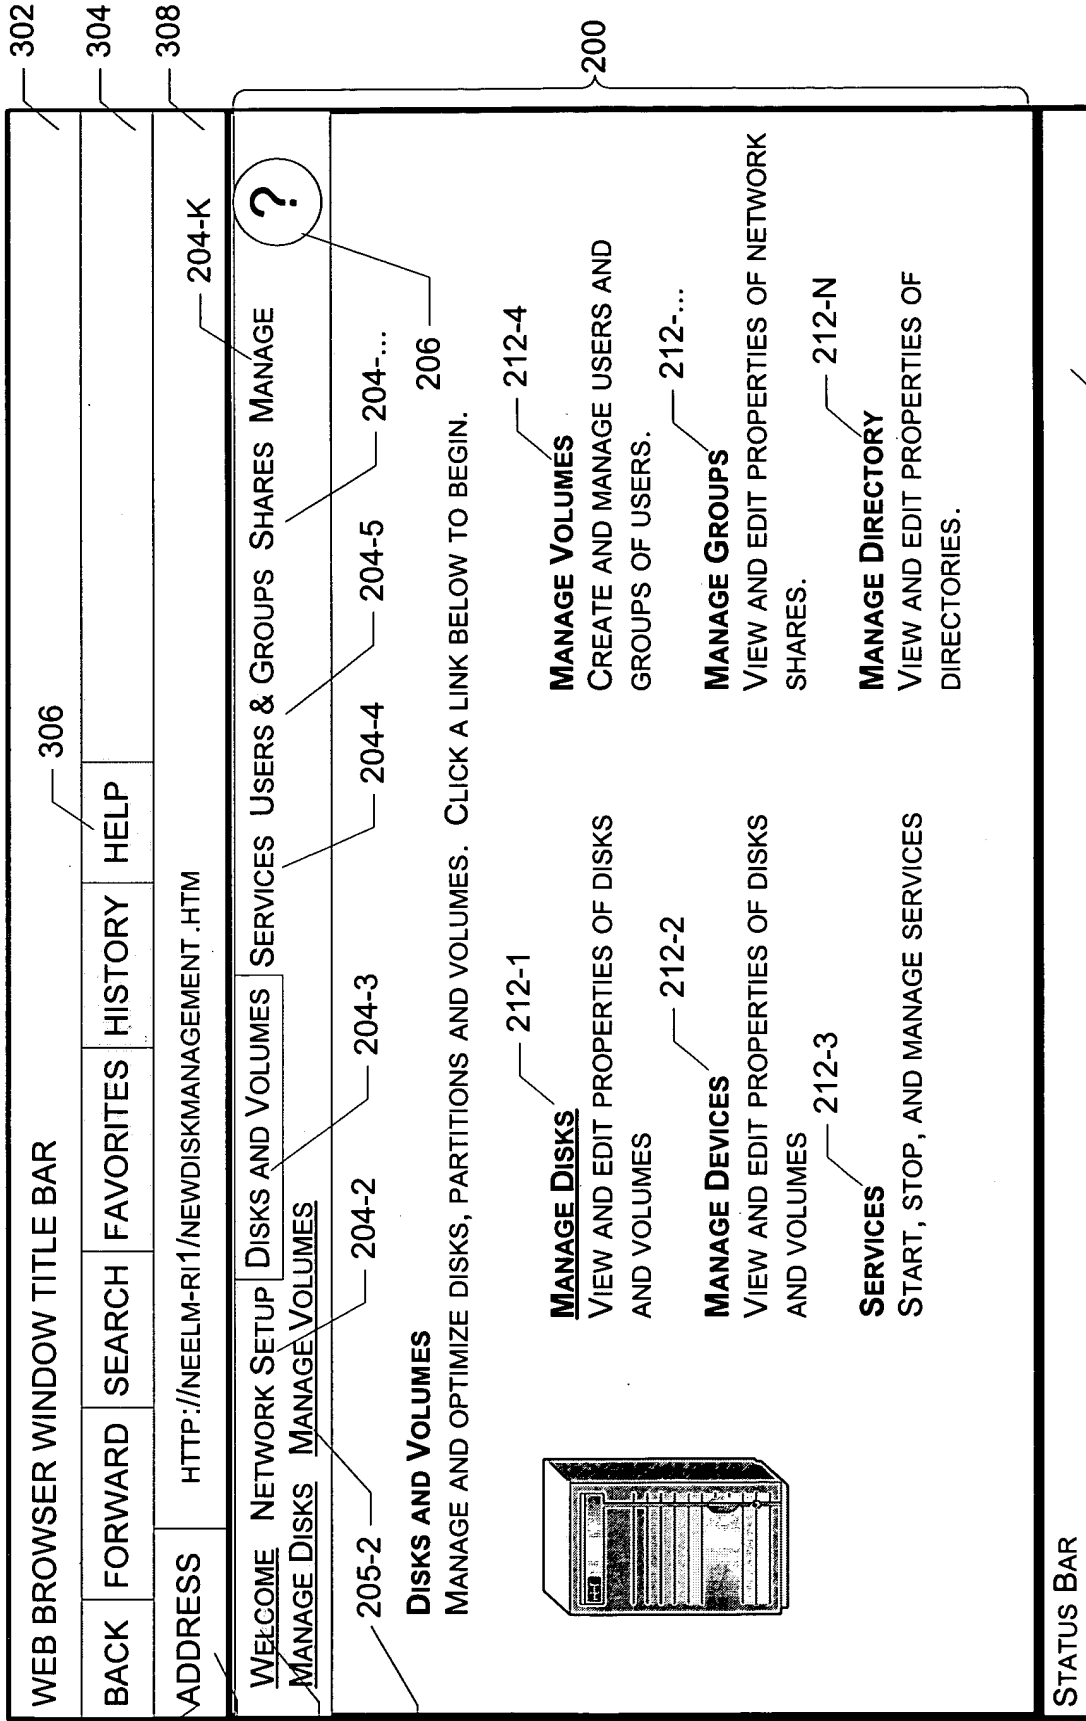 302
WEB BROWSER WINDOW TITLE BAR
306
304
BACK FORWARD SEARCH FAVORITES HISTORY HELP
308
ADDRESS HTTP://NEELM-RI1/NEWDISKMANAGEMENT.HTM
204-K
WELCOME NETWORK SETUP DISKS AND VOLUMES SERVICES USERS & GROUPS SHARES MANAGE ?
MANAGE DISKS MANAGE VOLUMES
205-2 204-2 204-3 204-4 204-5 204-...
206
200
DISKS AND VOLUMES
MANAGE AND OPTIMIZE DISKS, PARTITIONS AND VOLUMES. CLICK A LINK BELOW TO BEGIN.
212-1
MANAGE DISKS
VIEW AND EDIT PROPERTIES OF DISKS
AND VOLUMES
212-2
MANAGE DEVICES
VIEW AND EDIT PROPERTIES OF DISKS
AND VOLUMES
212-3
SERVICES
START, STOP, AND MANAGE SERVICES
212-4
MANAGE VOLUMES
CREATE AND MANAGE USERS AND
GROUPS OF USERS.
212-...
MANAGE GROUPS
VIEW AND EDIT PROPERTIES OF NETWORK
SHARES.
212-N
MANAGE DIRECTORY
VIEW AND EDIT PROPERTIES OF
DIRECTORIES.
STATUS BAR